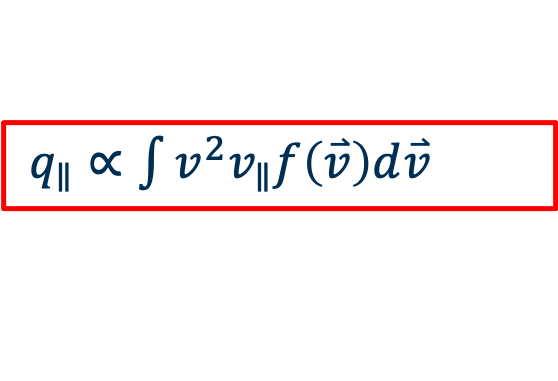 q∥ ∝ ∫ v²v∥f(v⃗)dv⃗